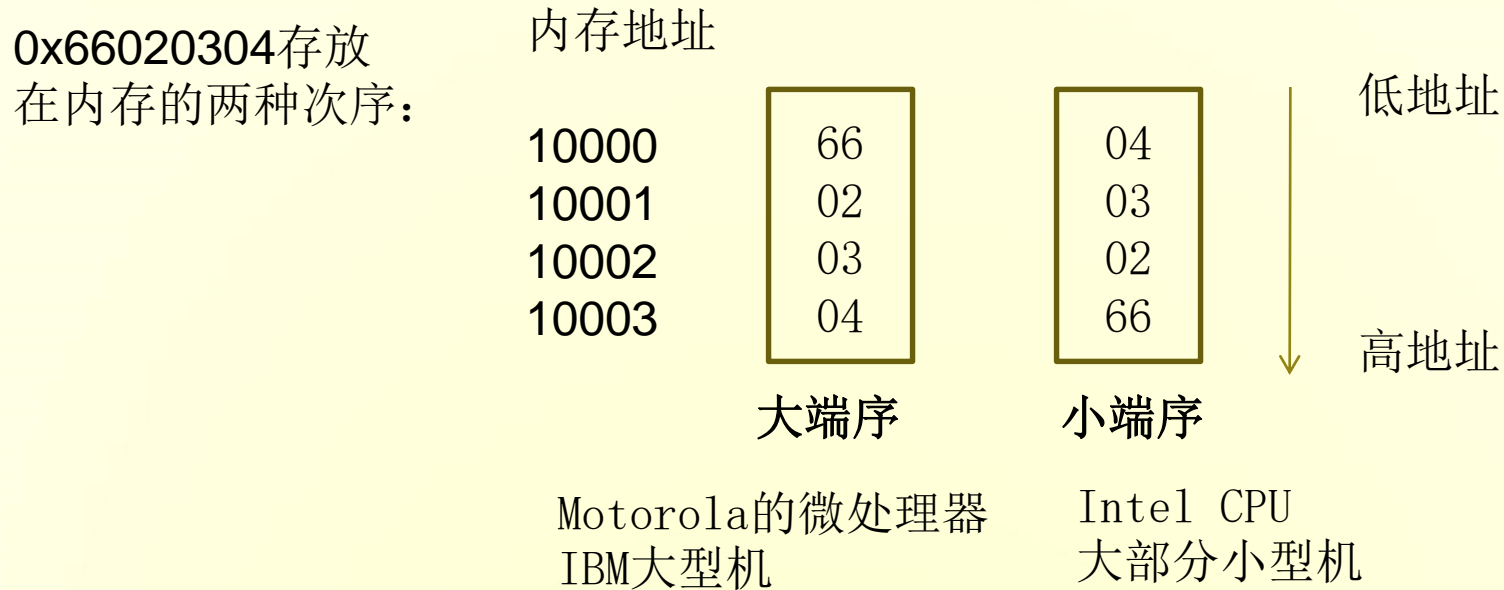 0x66020304存放
在内存的两种次序：
内存地址
低地址
10000 66 04
10001 02 03
10002 03 02
10003 04 66
高地址
大端序 小端序
Motorola的微处理器 Intel CPU
IBM大型机 大部分小型机